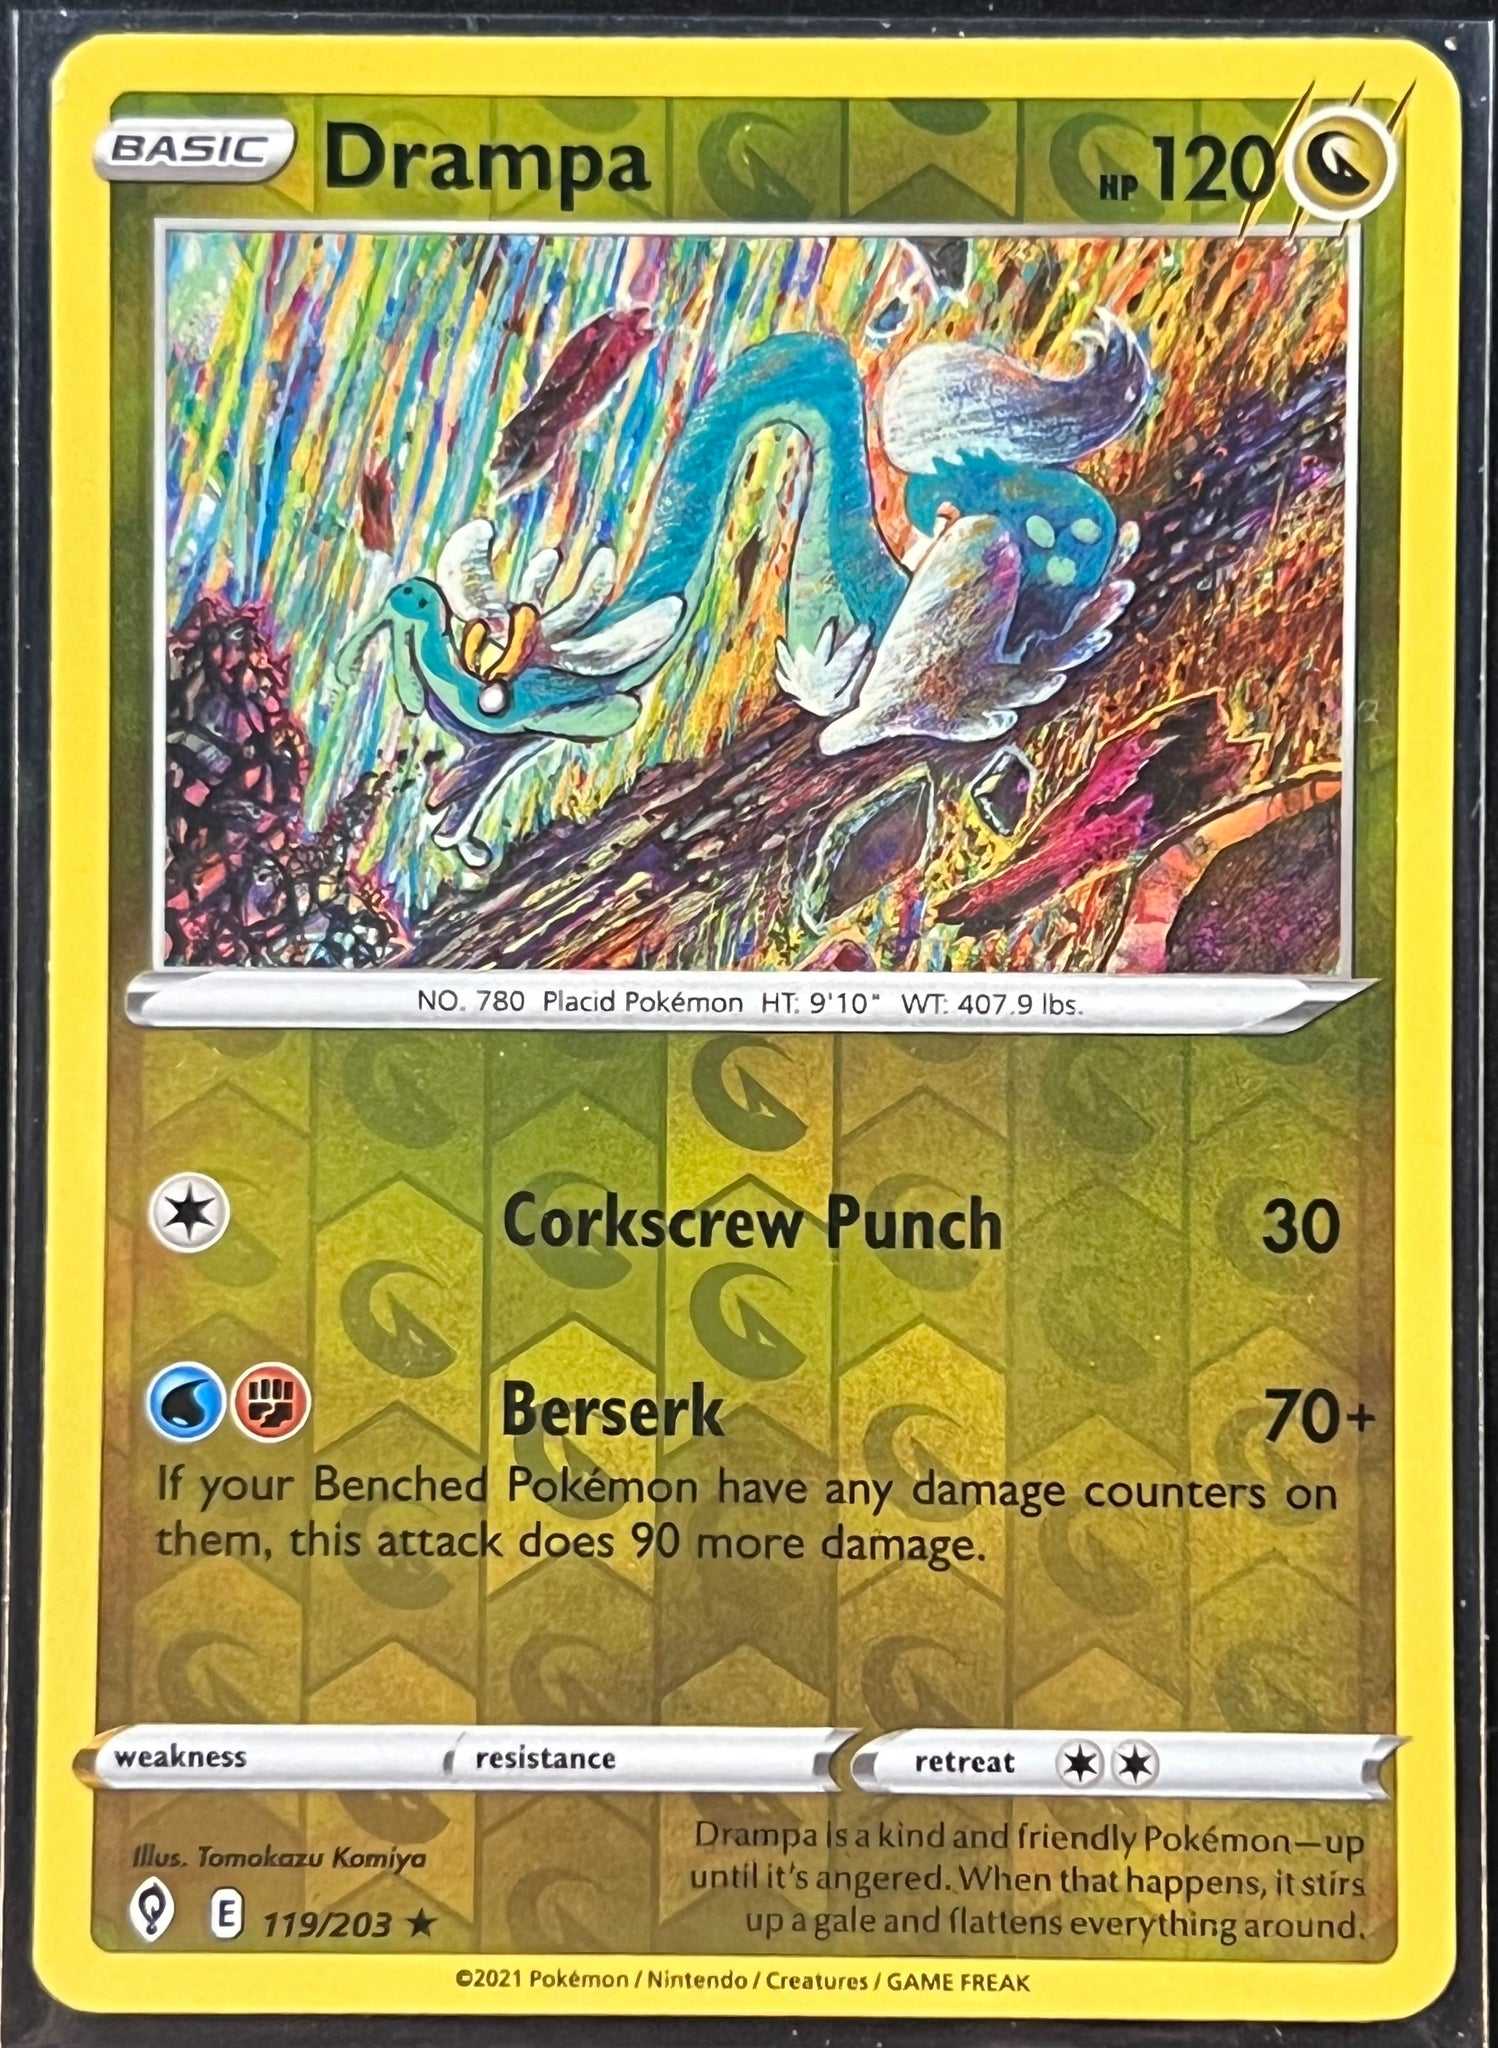 BASIC Drampa HP 120
NO. 780 Placid Pokémon HT: 9'10" WT: 407.9 lbs.
Corkscrew Punch 30
Berserk 70+
If your Benched Pokémon have any damage counters on
them, this attack does 90 more damage.
weakness resistance retreat
Illus. Tomokazu Komiya
E 119/203 ★
Drampa is a kind and friendly Pokémon—up
until it's angered. When that happens, it stirs
up a gale and flattens everything around.
©2021 Pokémon / Nintendo / Creatures / GAME FREAK